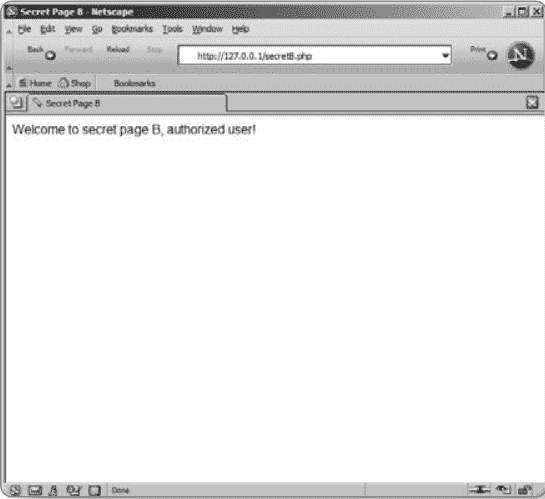 Secret Page B - Netscape
File Edit View Go Bookmarks Tools Window Help
Back Forward Reload Stop http://127.0.0.1/secretB.php Print N
Home Shop Bookmarks
Secret Page B
Welcome to secret page B, authorized user!
Done